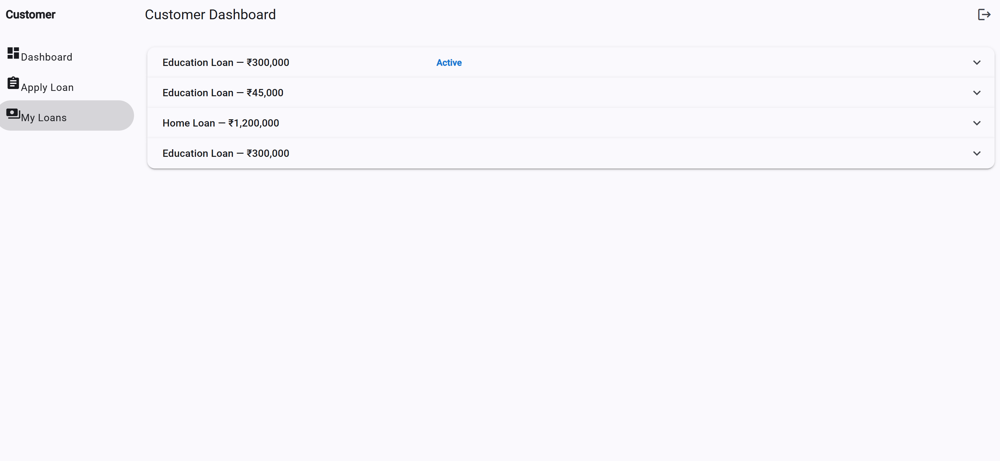 Customer
Customer Dashboard
Dashboard
Apply Loan
My Loans
Education Loan — ₹300,000
Active
Education Loan — ₹45,000
Home Loan — ₹1,200,000
Education Loan — ₹300,000